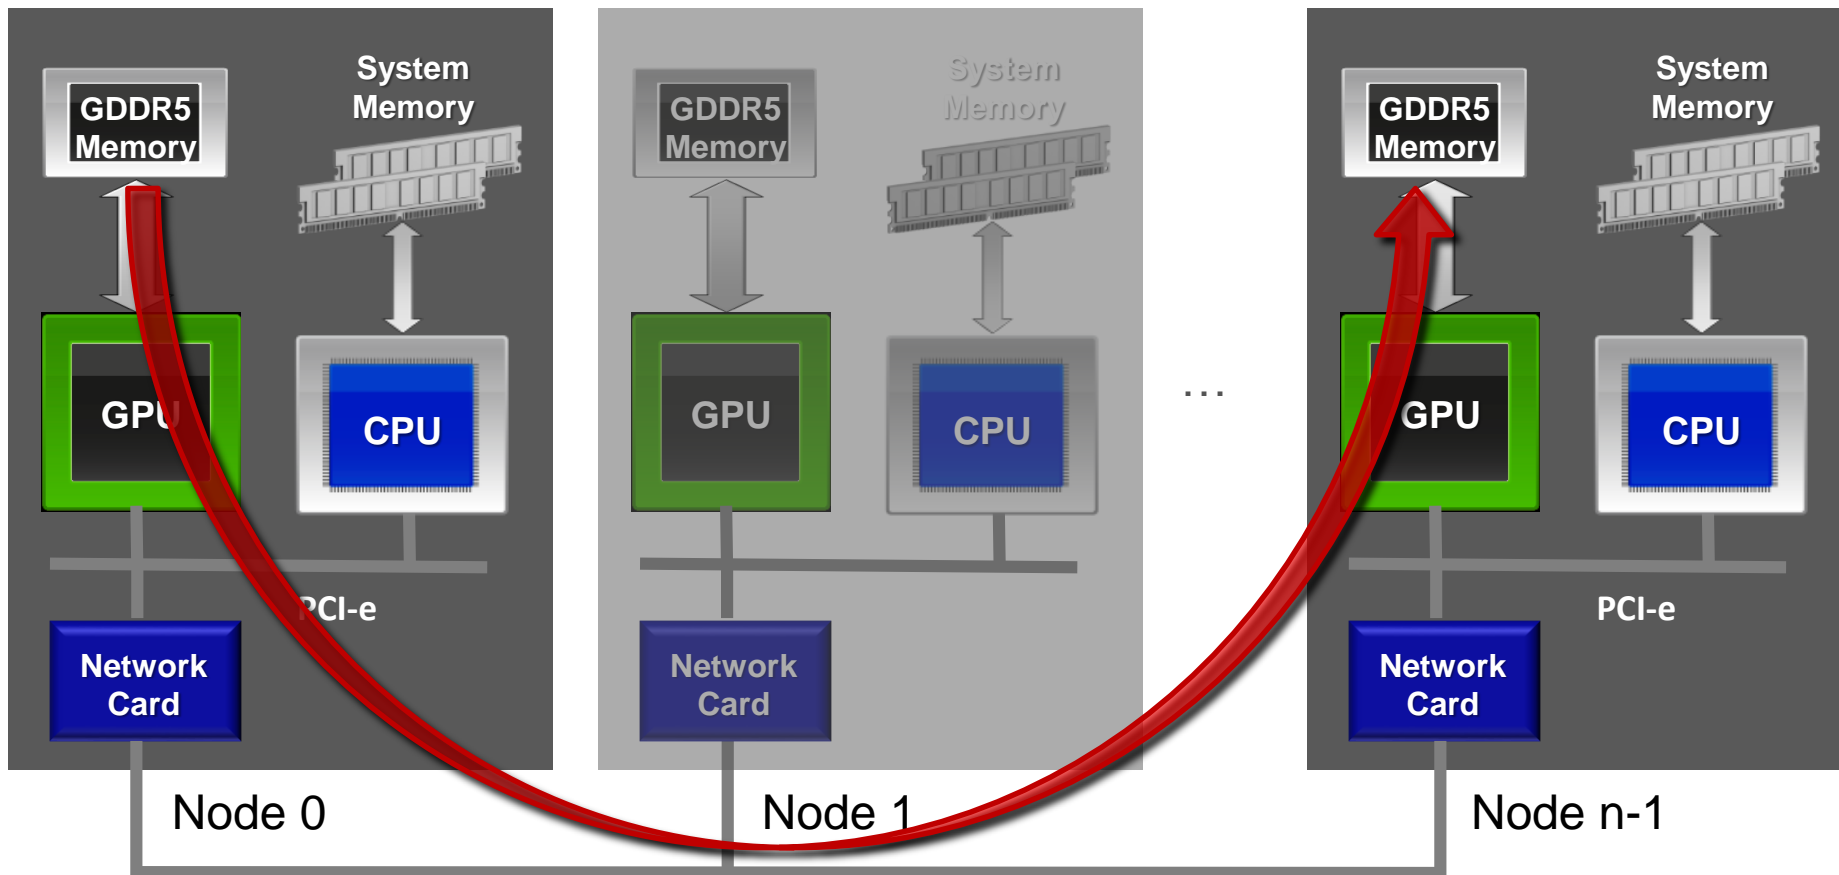 GDDR5
Memory
System
Memory
GPU
CPU
PCI-e
Network
Card
Node 0
GDDR5
Memory
System
Memory
GPU
CPU
Network
Card
Node 1
...
GDDR5
Memory
System
Memory
GPU
CPU
PCI-e
Network
Card
Node n-1